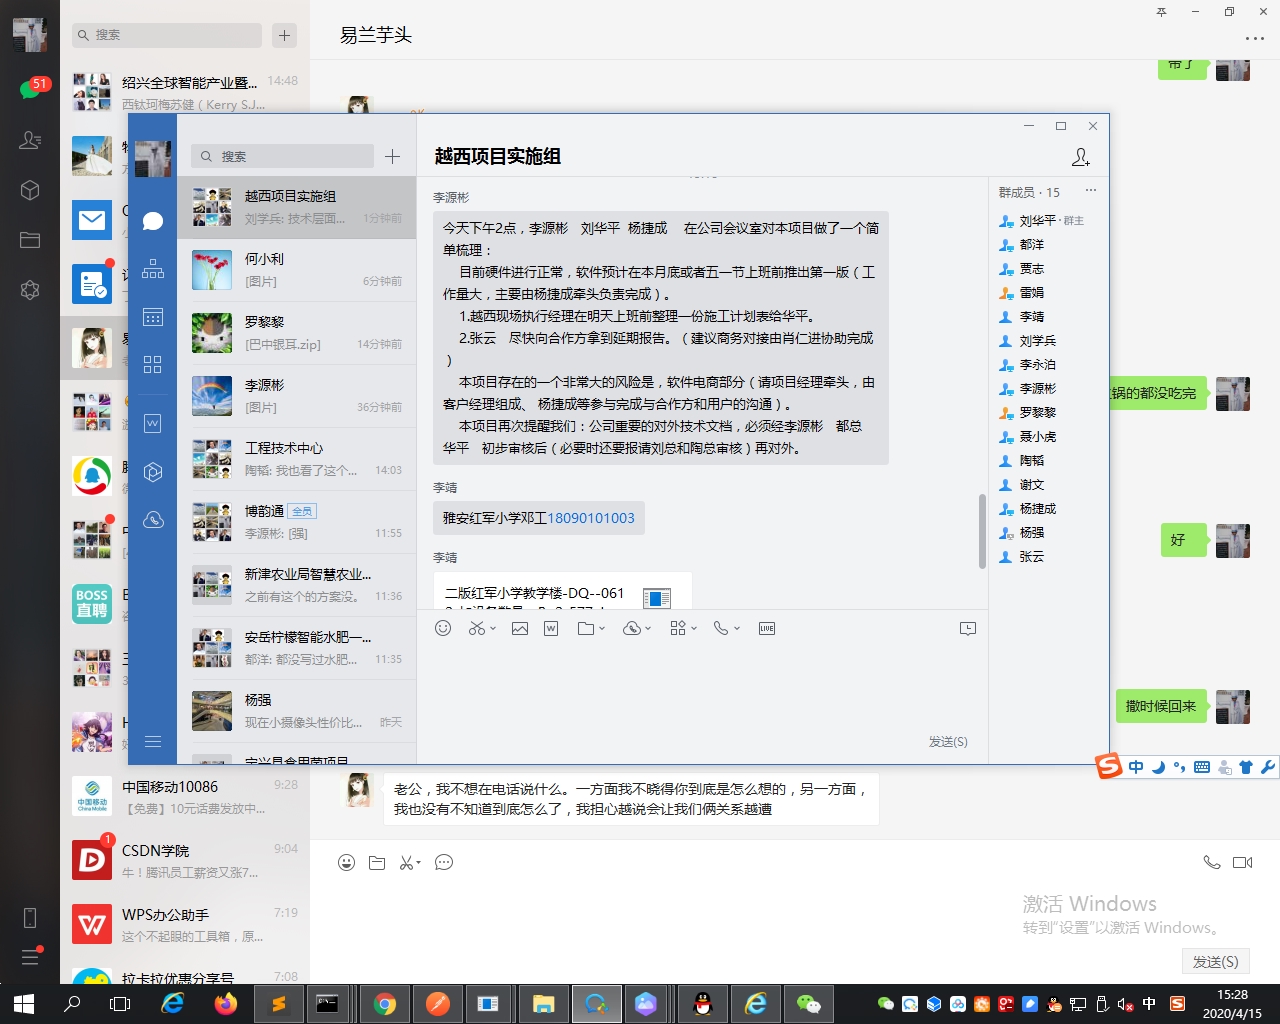 搜索
易兰芋头
51
绍兴全球智能产业暨...
14:48
西钛珂梅苏健（Kerry SJ...
搜索
越西项目实施组
越西项目实施组
刘学兵: 技术层面...
1分钟前
何小利
[图片]
6分钟前
罗黎黎
[巴中银耳.zip]
14分钟前
李源彬
[图片]
36分钟前
工程技术中心
陶韬: 我也看了这个...
14:03
博韵通 全员
李源彬: [强]
11:55
新津农业局智慧农业...
之前有这个的方案没。
11:36
安岳柠檬智能水肥一...
都洋: 都没写过水肥...
11:35
杨强
现在小摄像头性价比...
昨天
李源彬
今天下午2点，李源彬 刘华平 杨捷成 在公司会议室对本项目做了一个简
单梳理：
目前硬件进行正常，软件预计在本月底或者五一节上班前推出第一版（工
作量大，主要由杨捷成牵头负责完成）。
1.越西现场执行经理在明天上班前整理一份施工计划表给华平。
2.张云 尽快向合作方拿到延期报告。（建议商务对接由肖仁进协助完成
）
本项目存在的一个非常大的风险是，软件电商部分（请项目经理牵头，由
客户经理组成、 杨捷成等参与完成与合作方和用户的沟通）。
本项目再次提醒我们：公司重要的对外技术文档，必须经李源彬 都总
华平 初步审核后（必要时还要报请刘总和陶总审核）再对外。
李靖
雅安红军小学邓工18090101003
李靖
二版红军小学教学楼-DQ--061
发送(S)
群成员 · 15
刘华平 · 群主
都洋
贾志
雷娟
李靖
刘学兵
李永泊
李源彬
罗黎黎
聂小虎
陶韬
谢文
杨捷成
杨强
张云
锅的都没吃完
好
撒时候回来
中
BOSS
直聘
老公，我不想在电话说什么。一方面我不晓得你到底是怎么想的，另一方面，
我也没有不知道到底怎么了，我担心越说会让我们俩关系越遭
中国移动
China Mobile
中国移动10086
9:28
【免费】10元话费发放中...
1
CSDN学院
9:04
牛！腾讯员工薪资又涨7...
WPS办公助手
7:19
这个不起眼的工具箱，原...
拉卡拉优惠分享号
7:08
激活 Windows
转到"设置"以激活 Windows。
发送(S)
中
15:28
2020/4/15